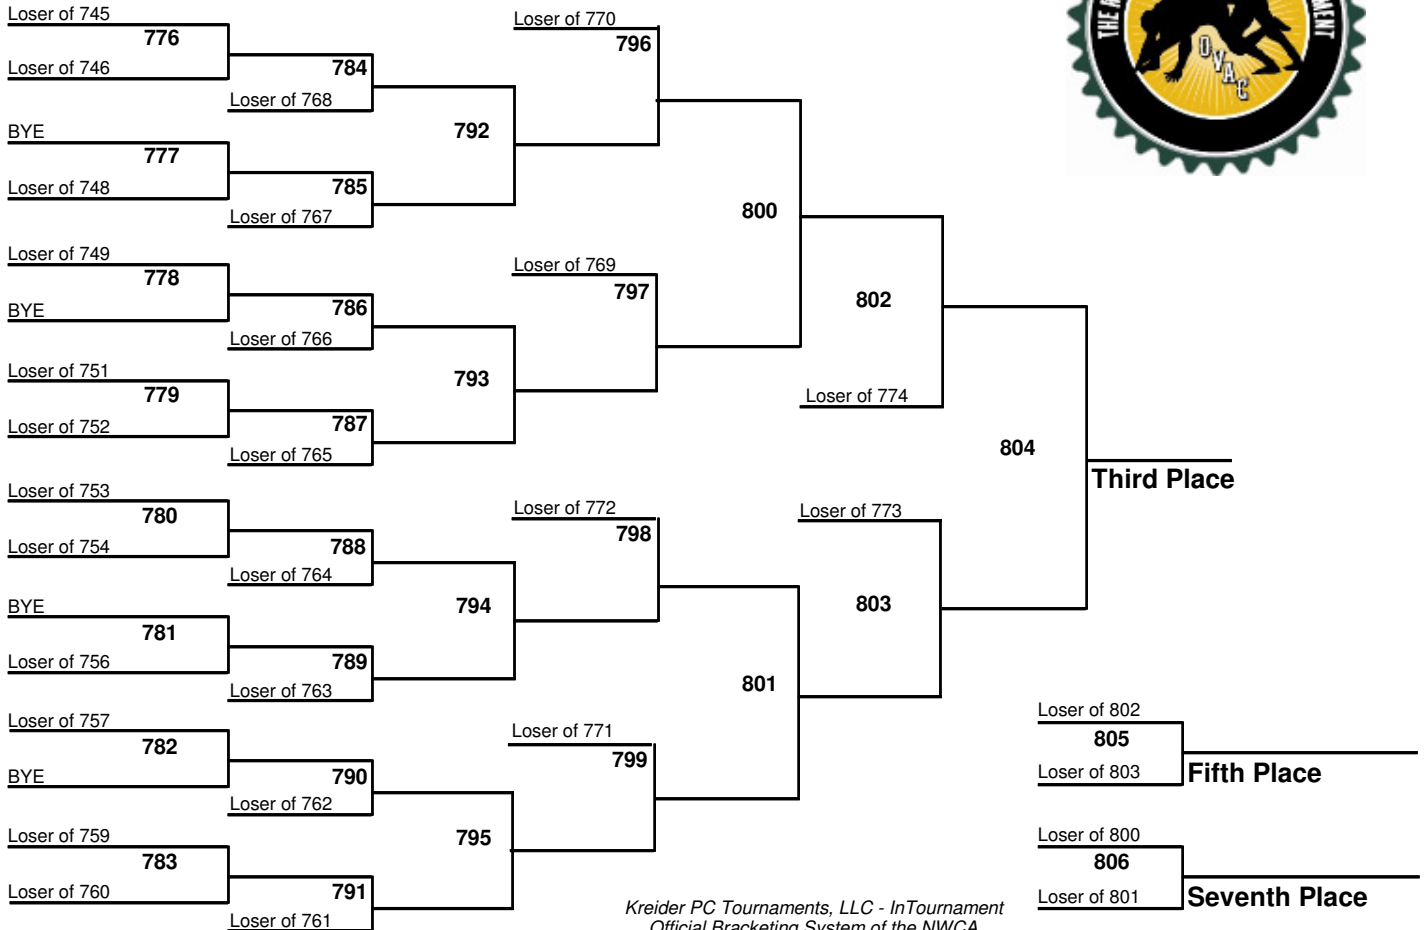 Loser of 745
776
Loser of 746
784
Loser of 768
BYE
777
Loser of 748
785
Loser of 767
792
Loser of 770
796
Loser of 749
778
BYE
786
Loser of 766
Loser of 751
779
Loser of 752
787
Loser of 765
793
Loser of 769
797
800
802
Loser of 774
Loser of 753
780
Loser of 754
788
Loser of 764
BYE
781
Loser of 756
789
Loser of 763
794
Loser of 772
798
Loser of 757
782
BYE
790
Loser of 762
Loser of 759
783
Loser of 760
791
Loser of 761
795
Loser of 771
799
801
Loser of 773
803
804
Third Place
Loser of 802
805
Loser of 803
Fifth Place
Loser of 800
806
Loser of 801
Seventh Place
Kreider PC Tournaments, LLC - InTournament
Official Bracketing System of the NWCA
OVAC
THE